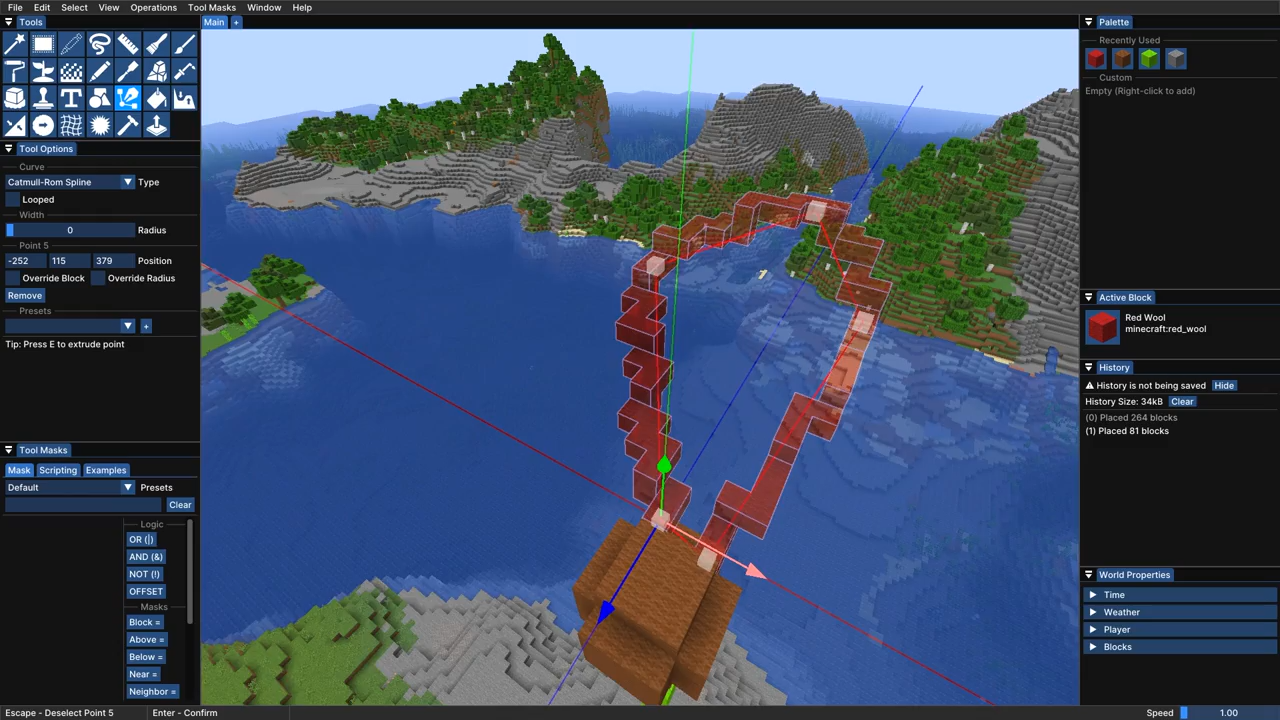 File Edit Select View Operations Tool Masks Window Help
Tools
Main +
Palette
Recently Used
Custom
Empty (Right-click to add)
Tool Options
Curve
Catmull-Rom Spline Type
Looped
Width
0 Radius
Point 5
-252 115 379 Position
Override Block Override Radius
Remove
Presets
+
Tip: Press E to extrude point
Active Block
Red Wool
minecraft:red_wool
History
History is not being saved Hide
History Size: 34kB Clear
(0) Placed 264 blocks
(1) Placed 81 blocks
Tool Masks
Mask Scripting Examples
Default Presets
Clear
Logic
OR (|)
AND (&)
NOT (!)
OFFSET
Masks
Block =
Above =
Below =
Near =
Neighbor =
World Properties
Time
Weather
Player
Blocks
Escape - Deselect Point 5 Enter - Confirm Speed 1.00